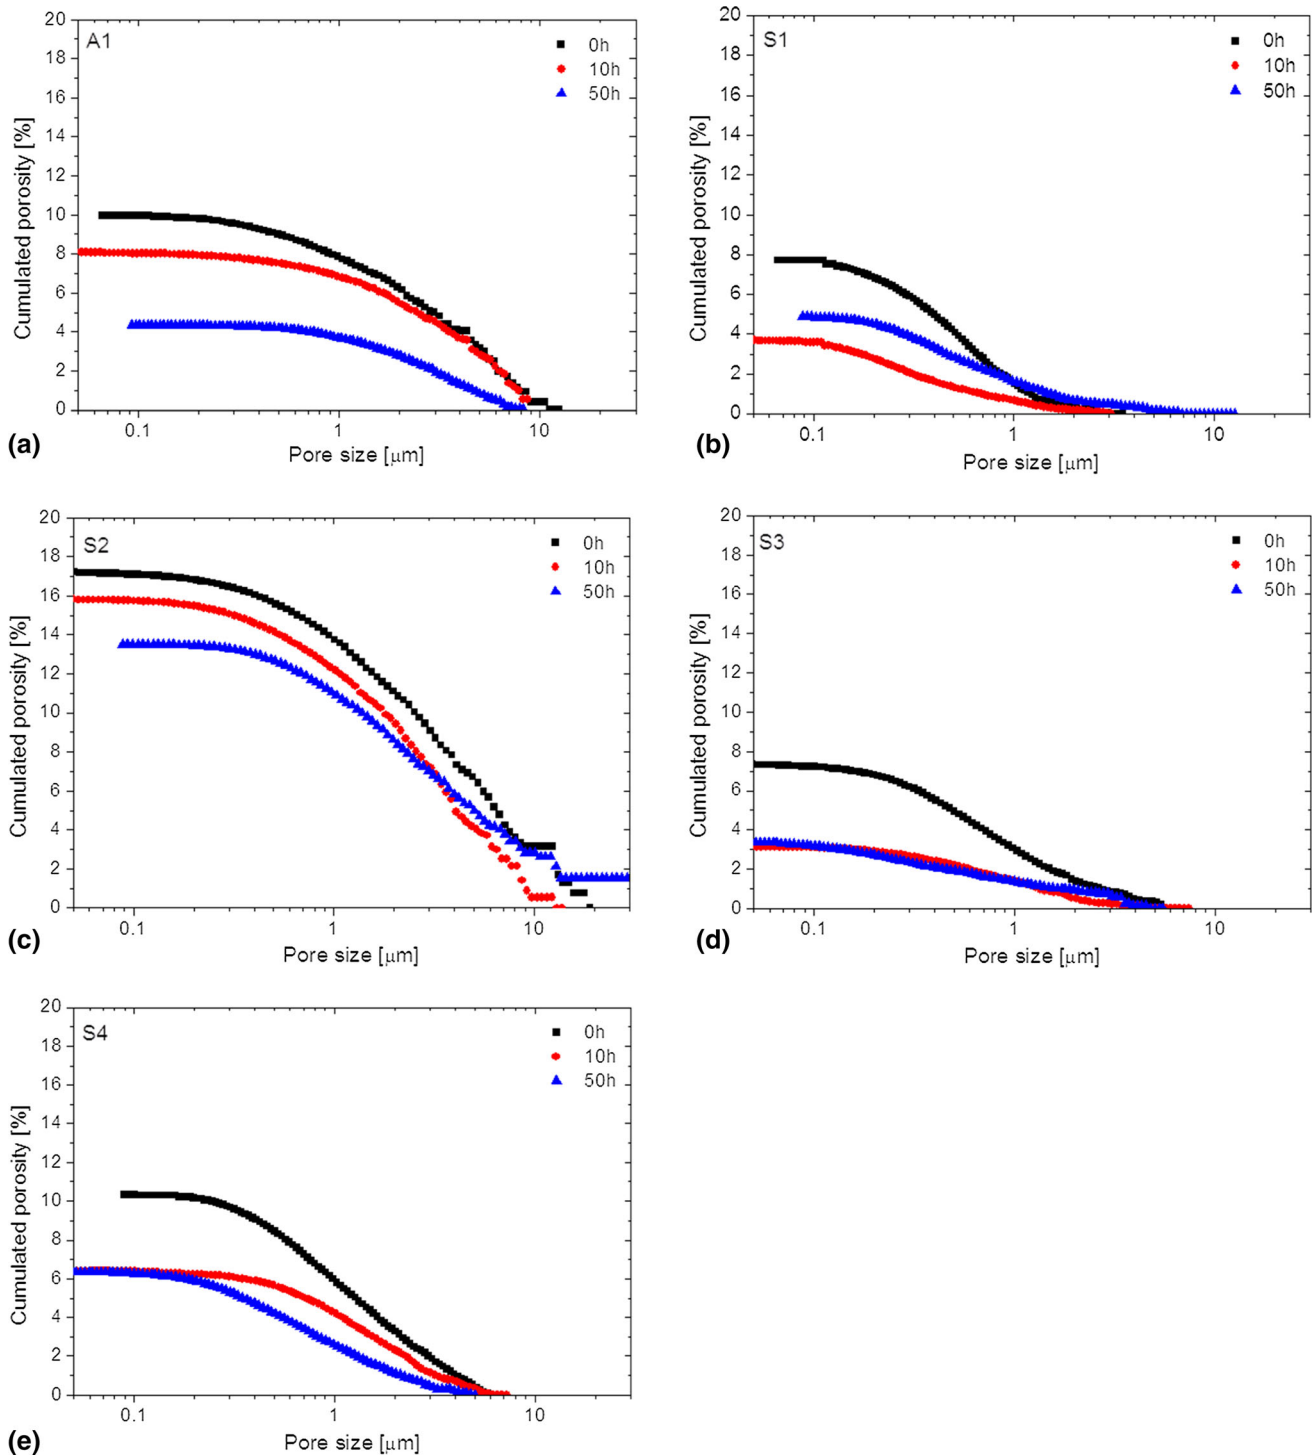 A1
0h
10h
50h
20
18
16
14
12
10
8
6
4
2
0
Cumulated porosity [%]
0.1
1
10
Pore size [μm]
(a)
S1
0h
10h
50h
20
18
16
14
12
10
8
6
4
2
0
Cumulated porosity [%]
0.1
1
10
Pore size [μm]
(b)
S2
0h
10h
50h
20
18
16
14
12
10
8
6
4
2
0
Cumulated porosity [%]
0.1
1
10
Pore size [μm]
(c)
S3
0h
10h
50h
20
18
16
14
12
10
8
6
4
2
0
Cumulated porosity [%]
0.1
1
10
Pore size [μm]
(d)
S4
0h
10h
50h
20
18
16
14
12
10
8
6
4
2
0
Cumulated porosity [%]
0.1
1
10
Pore size [μm]
(e)